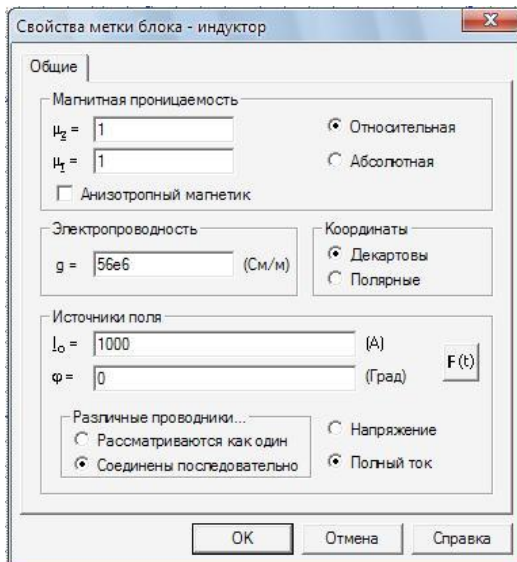 Свойства метки блока - индуктор
Общие
Магнитная проницаемость
μz = 1
μr = 1
Относительная
Абсолютная
Анизотропный магнетик
Электропроводность
g = 56e6 (См/м)
Координаты
Декартовы
Полярные
Источники поля
Io = 1000 (А)
φ = 0 (Град)
F(t)
Различные проводники...
Рассматриваются как один
Соединены последовательно
Напряжение
Полный ток
OK Отмена Справка